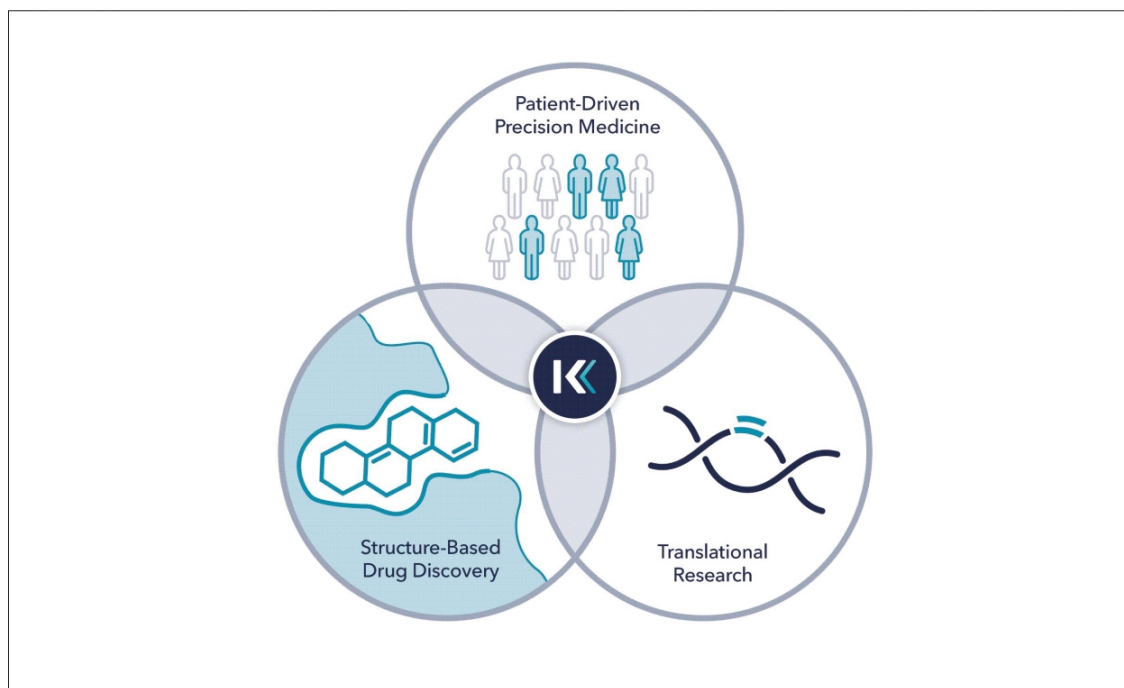 Patient-Driven
Precision Medicine
K
Structure-Based
Drug Discovery
Translational
Research